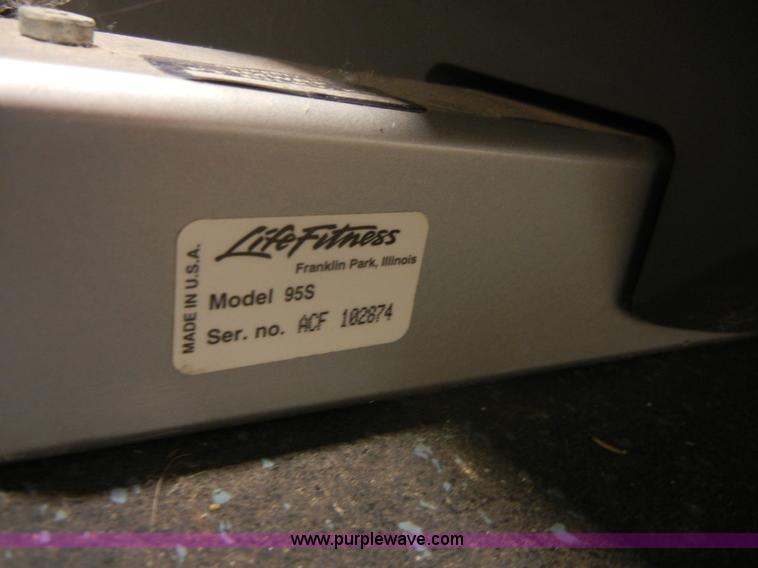 LifeFitness
Franklin Park, Illinois
MADE IN U.S.A.
Model 95S
Ser. no. ACF 102874
www.purplewave.com